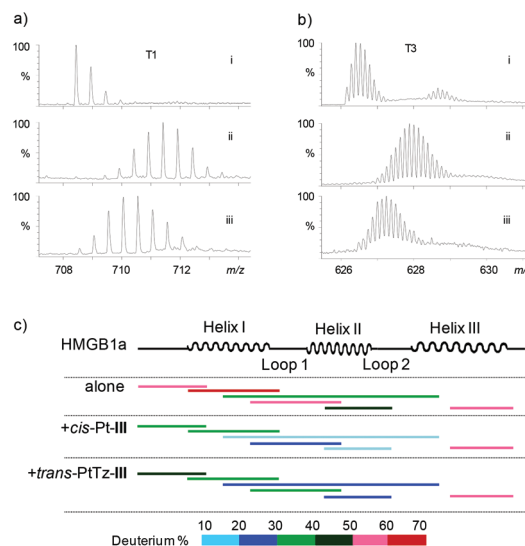 a)
b)
100
%
T1
i
100
%
T3
i
100
%
ii
100
%
ii
100
%
iii
100
%
iii
708 710 712 m/z
626 628 630
c)
HMGB1a
Helix I Helix II Helix III
Loop 1 Loop 2
alone
+cis-Pt-III
+trans-PtTz-III
10 20 30 40 50 60 70
Deuterium %